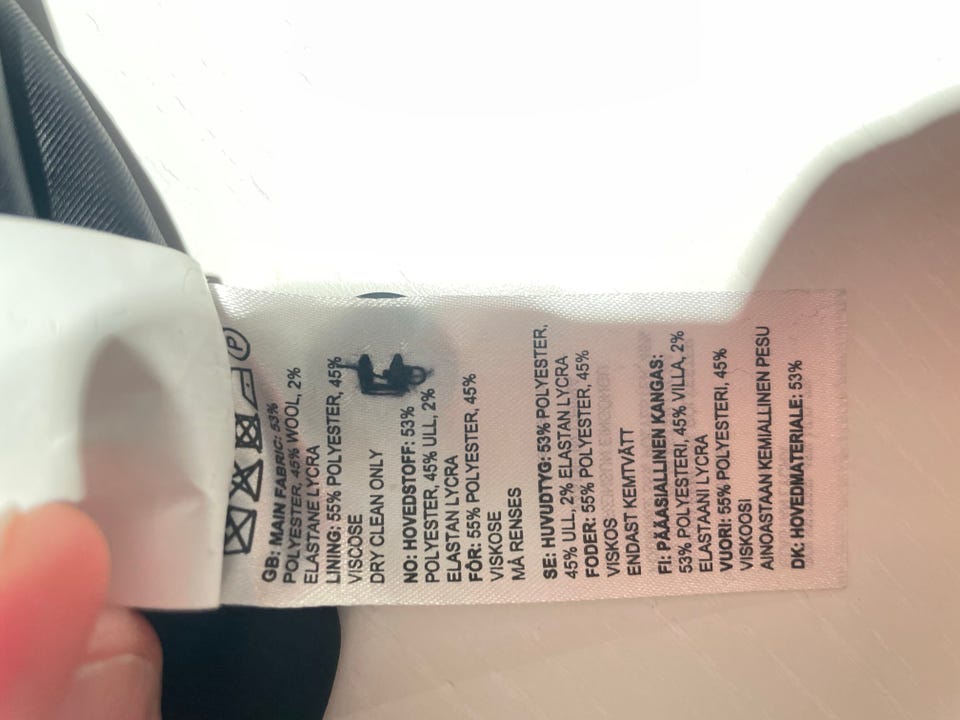 P
GB: MAIN FABRIC: 53%
POLYESTER, 45% WOOL, 2%
ELASTANE LYCRA
LINING: 55% POLYESTER, 45%
VISCOSE
DRY CLEAN ONLY
NO: HOVEDSTOFF: 53%
POLYESTER, 45% ULL, 2%
ELASTAN LYCRA
FÔR: 55% POLYESTER, 45%
VISKOSE
MÅ RENSES
SE: HUVUDTYG: 53% POLYESTER,
45% ULL, 2% ELASTAN LYCRA
FODER: 55% POLYESTER, 45%
VISKOS
ENDAST KEMTVÄTT
FI: PÄÄASIALLINEN KANGAS:
53% POLYESTERI, 45% VILLA, 2%
ELASTAANI LYCRA
VUORI: 55% POLYESTERI, 45%
VISKOOSI
AINOASTAAN KEMIALLINEN PESU
DK: HOVEDMATERIALE: 53%